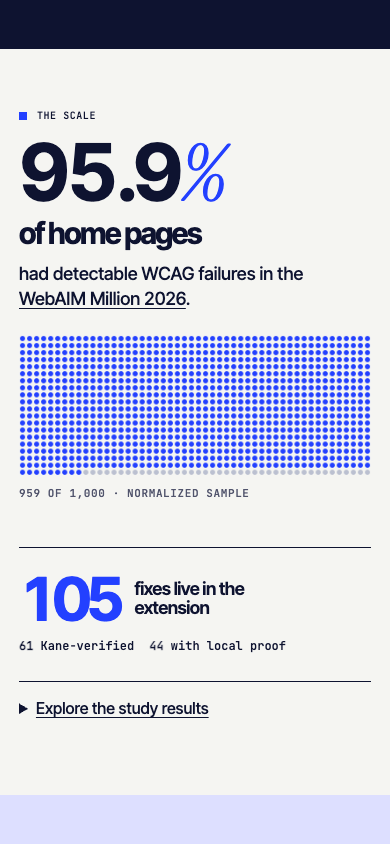 THE SCALE
95.9%
of home pages
had detectable WCAG failures in the
WebAIM Million 2026.
959 OF 1,000 · NORMALIZED SAMPLE
105 fixes live in the
extension
61 Kane-verified 44 with local proof
Explore the study results